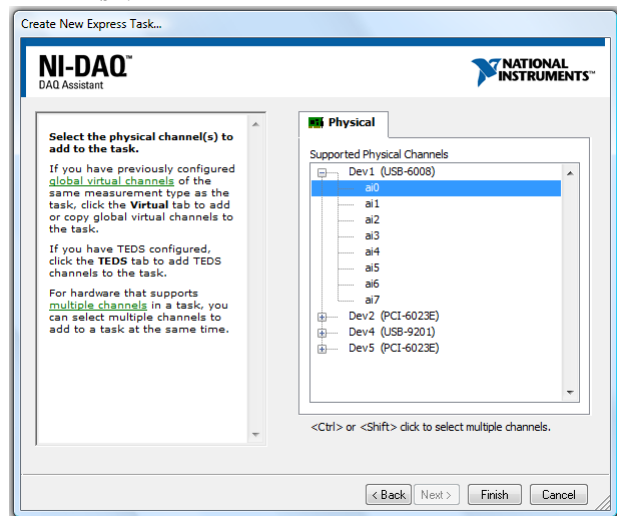 Create New Express Task...
NI-DAQ™
DAQ Assistant
NATIONAL
INSTRUMENTS™
Select the physical channel(s) to
add to the task.
If you have previously configured
global virtual channels of the
same measurement type as the
task, click the Virtual tab to add
or copy global virtual channels to
the task.
If you have TEDS configured,
click the TEDS tab to add TEDS
channels to the task.
For hardware that supports
multiple channels in a task, you
can select multiple channels to
add to a task at the same time.
Physical
Supported Physical Channels
Dev1 (USB-6008)
ai0
ai1
ai2
ai3
ai4
ai5
ai6
ai7
Dev2 (PCI-6023E)
Dev4 (USB-9201)
Dev5 (PCI-6023E)
<Ctrl> or <Shift> click to select multiple channels.
< Back Next > Finish Cancel